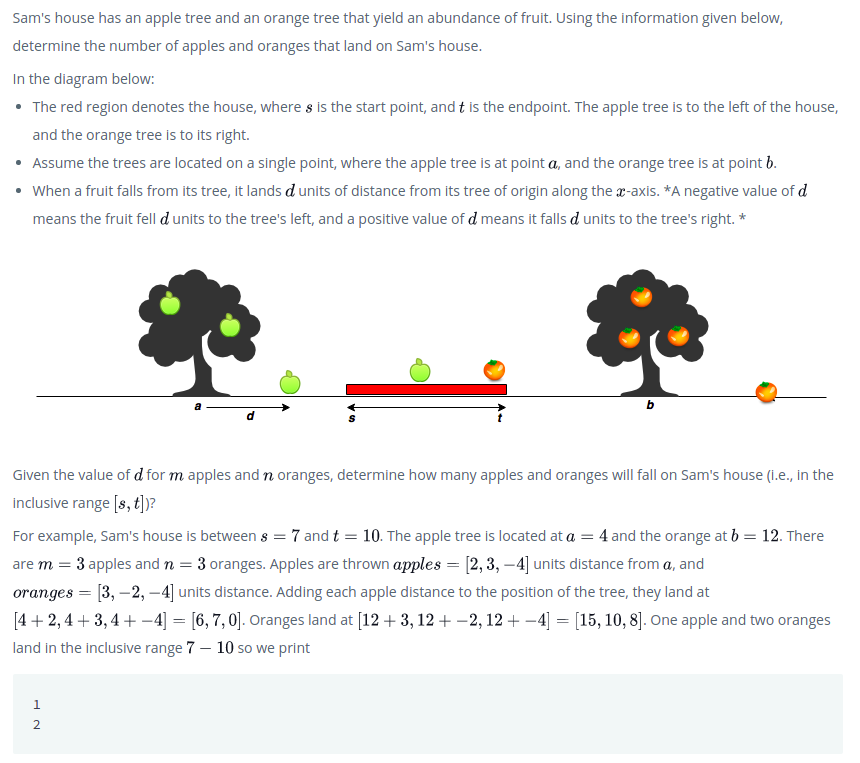 Sam's house has an apple tree and an orange tree that yield an abundance of fruit. Using the information given below,
determine the number of apples and oranges that land on Sam's house.
In the diagram below:
• The red region denotes the house, where s is the start point, and t is the endpoint. The apple tree is to the left of the house,
and the orange tree is to its right.
• Assume the trees are located on a single point, where the apple tree is at point a, and the orange tree is at point b.
• When a fruit falls from its tree, it lands d units of distance from its tree of origin along the x-axis. *A negative value of d
means the fruit fell d units to the tree's left, and a positive value of d means it falls d units to the tree's right. *
a
d
s
t
b
Given the value of d for m apples and n oranges, determine how many apples and oranges will fall on Sam's house (i.e., in the
inclusive range [s, t])?
For example, Sam's house is between s = 7 and t = 10. The apple tree is located at a = 4 and the orange at b = 12. There
are m = 3 apples and n = 3 oranges. Apples are thrown apples = [2, 3, −4] units distance from a, and
oranges = [3, −2, −4] units distance. Adding each apple distance to the position of the tree, they land at
[4 + 2, 4 + 3, 4 + −4] = [6, 7, 0]. Oranges land at [12 + 3, 12 + −2, 12 + −4] = [15, 10, 8]. One apple and two oranges
land in the inclusive range 7 − 10 so we print
1
2